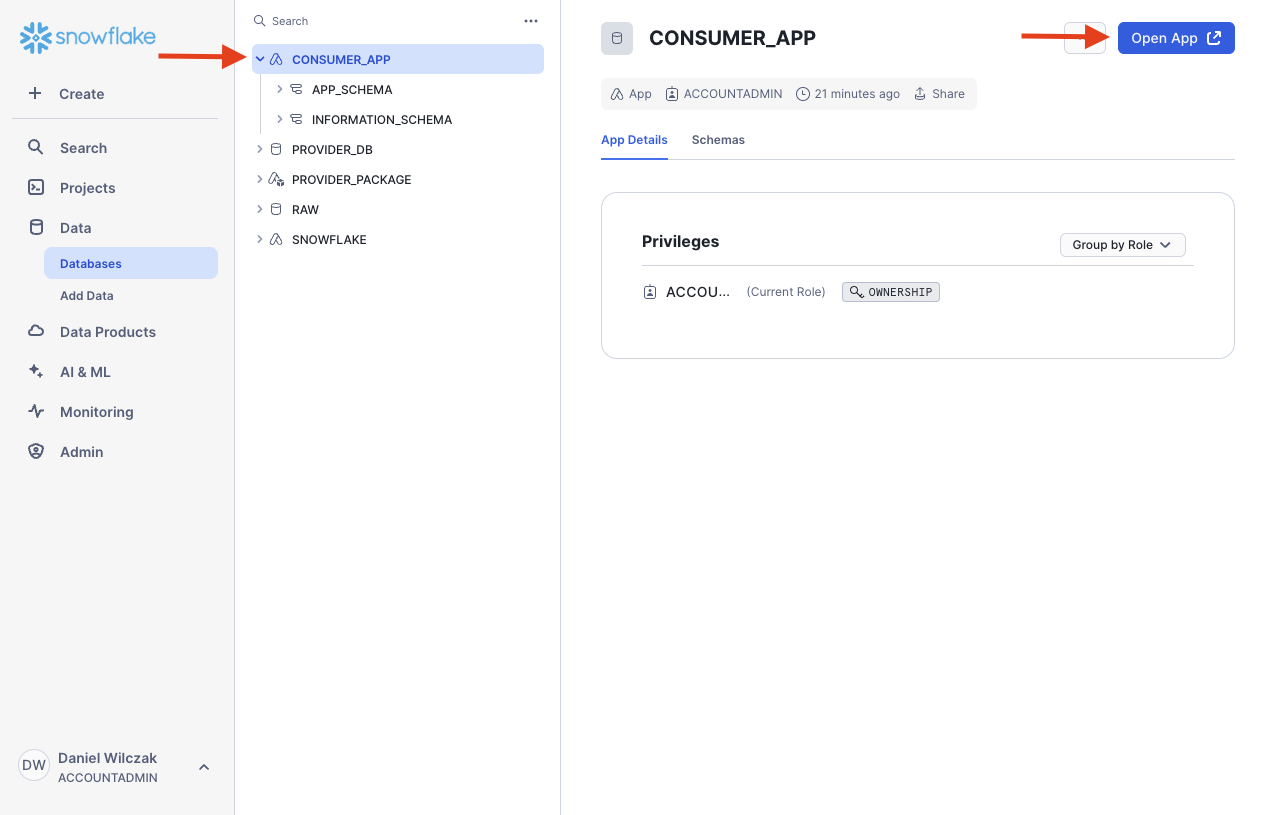 snowflake
Create
Search
Projects
Data
Databases
Add Data
Data Products
AI & ML
Monitoring
Admin
DW
Daniel Wilczak
ACCOUNTADMIN
Search
CONSUMER_APP
APP_SCHEMA
INFORMATION_SCHEMA
PROVIDER_DB
PROVIDER_PACKAGE
RAW
SNOWFLAKE
CONSUMER_APP
Open App
App ACCOUNTADMIN 21 minutes ago Share
App Details Schemas
Privileges
Group by Role
ACCOU... (Current Role) OWNERSHIP